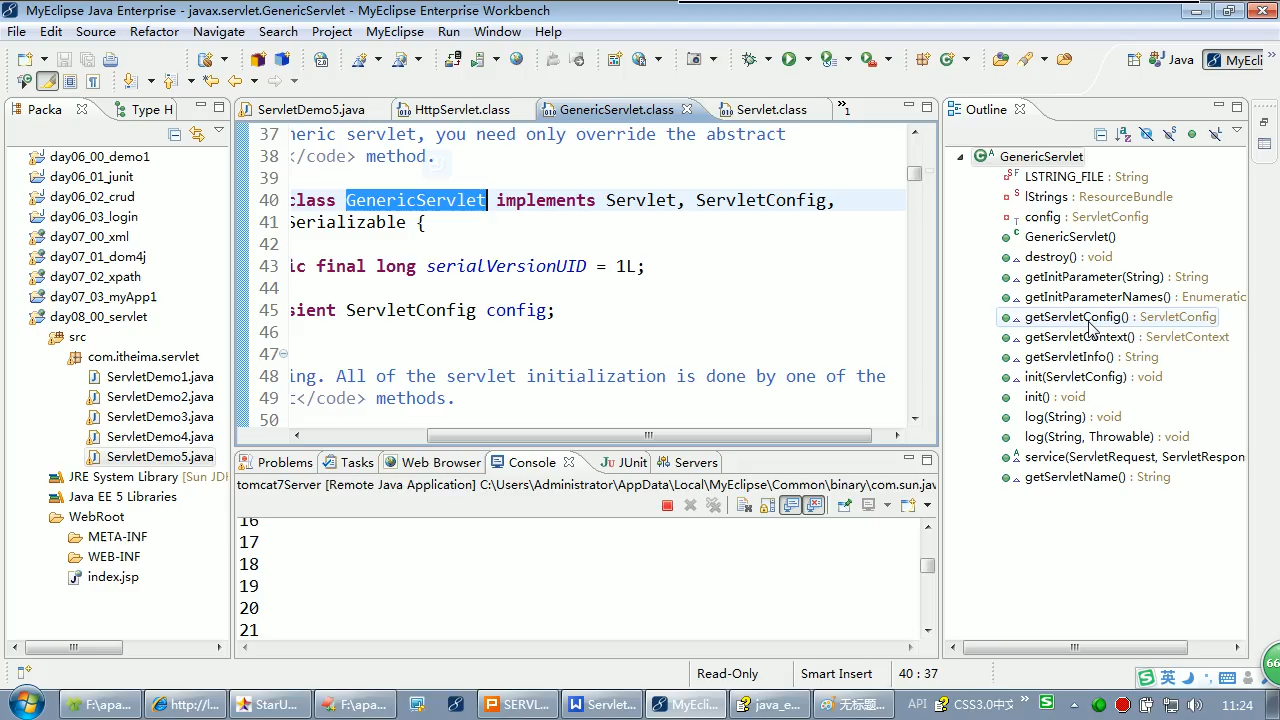 MyEclipse Java Enterprise - javax.servlet.GenericServlet - MyEclipse Enterprise Workbench
File Edit Source Refactor Navigate Search Project MyEclipse Run Window Help
Java MyEcli
Packa Type H
day06_00_demo1
day06_01_junit
day06_02_crud
day06_03_login
day07_00_xml
day07_01_dom4j
day07_02_xpath
day07_03_myApp1
day08_00_servlet
src
com.itheima.servlet
ServletDemo1.java
ServletDemo2.java
ServletDemo3.java
ServletDemo4.java
ServletDemo5.java
JRE System Library [Sun JD
Java EE 5 Libraries
WebRoot
META-INF
WEB-INF
index.jsp
ServletDemo5.java HttpServlet.class GenericServlet.class Servlet.class »1
37 neric servlet, you need only override the abstract
38 </code> method.
39
40 class GenericServlet implements Servlet, ServletConfig,
41 Serializable {
42
43 ic final long serialVersionUID = 1L;
44
45 sient ServletConfig config;
46
47
48 ing. All of the servlet initialization is done by one of the
49 t</code> methods.
50
Problems Tasks Web Browser Console JUnit Servers
tomcat7Server [Remote Java Application] C:\Users\Administrator\AppData\Local\MyEclipse\Common\binary\com.sun.jav
16
17
18
19
20
21
Outline
GenericServlet
LSTRING_FILE : String
lStrings : ResourceBundle
config : ServletConfig
GenericServlet()
destroy() : void
getInitParameter(String) : String
getInitParameterNames() : Enumeratic
getServletConfig() : ServletConfig
getServletContext() : ServletContext
getServletInfo() : String
init(ServletConfig) : void
init() : void
log(String) : void
log(String, Throwable) : void
service(ServletRequest, ServletRespon
getServletName() : String
Read-Only Smart Insert 40 : 37
英
66
F:\apa... http://l... StarU... F:\apa... SERVL... Servlet... MyEcli... java_e... 无标题... API CSS3.0中文 » 11:24